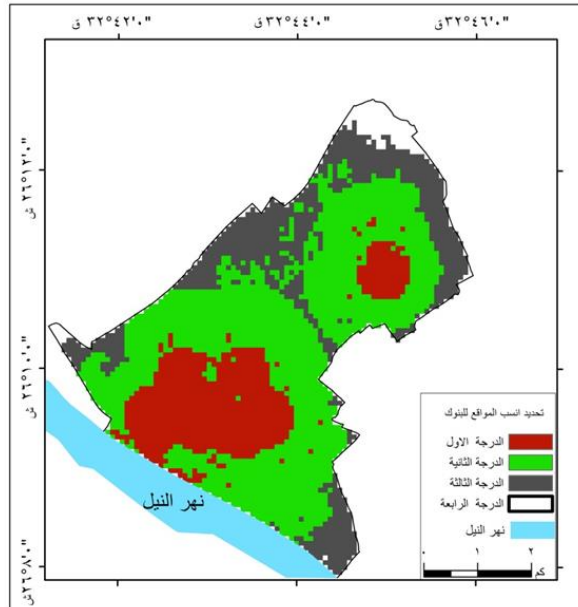 ٣٢°٤٢'٠" ق ٣٢°٤٤'٠" ق ٣٢°٤٦'٠" ق
٢٦°١٢'٠" ش
٢٦°١٠'٠" ش
٢٦°٨'٠" ش
نهر النيل
تحديد انسب المواقع للبنوك
الدرجة الاول
الدرجة الثانية
الدرجة الثالثة
الدرجة الرابعة
نهر النيل
٠ ١ ٢
كم